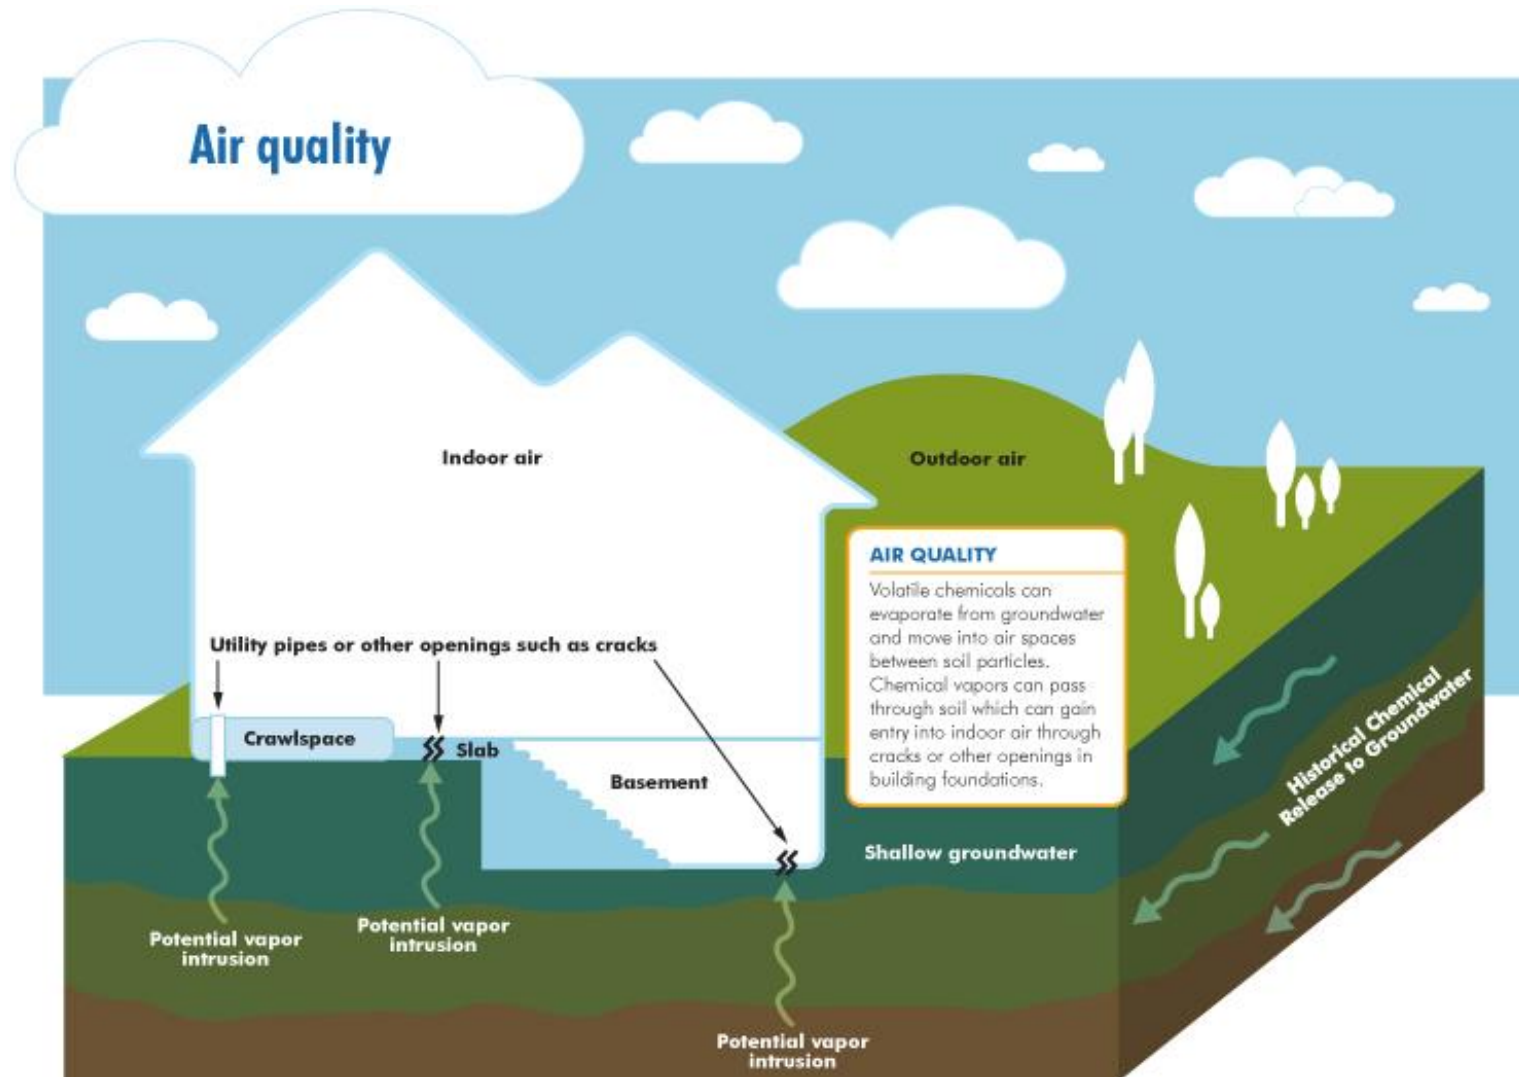 Air quality
Indoor air
Outdoor air
AIR QUALITY
Volatile chemicals can
evaporate from groundwater
and move into air spaces
between soil particles.
Chemical vapors can pass
through soil which can gain
entry into indoor air through
cracks or other openings in
building foundations.
Utility pipes or other openings such as cracks
Crawlspace
Slab
Basement
Shallow groundwater
Historical Chemical
Release to Groundwater
Potential vapor
intrusion
Potential vapor
intrusion
Potential vapor
intrusion